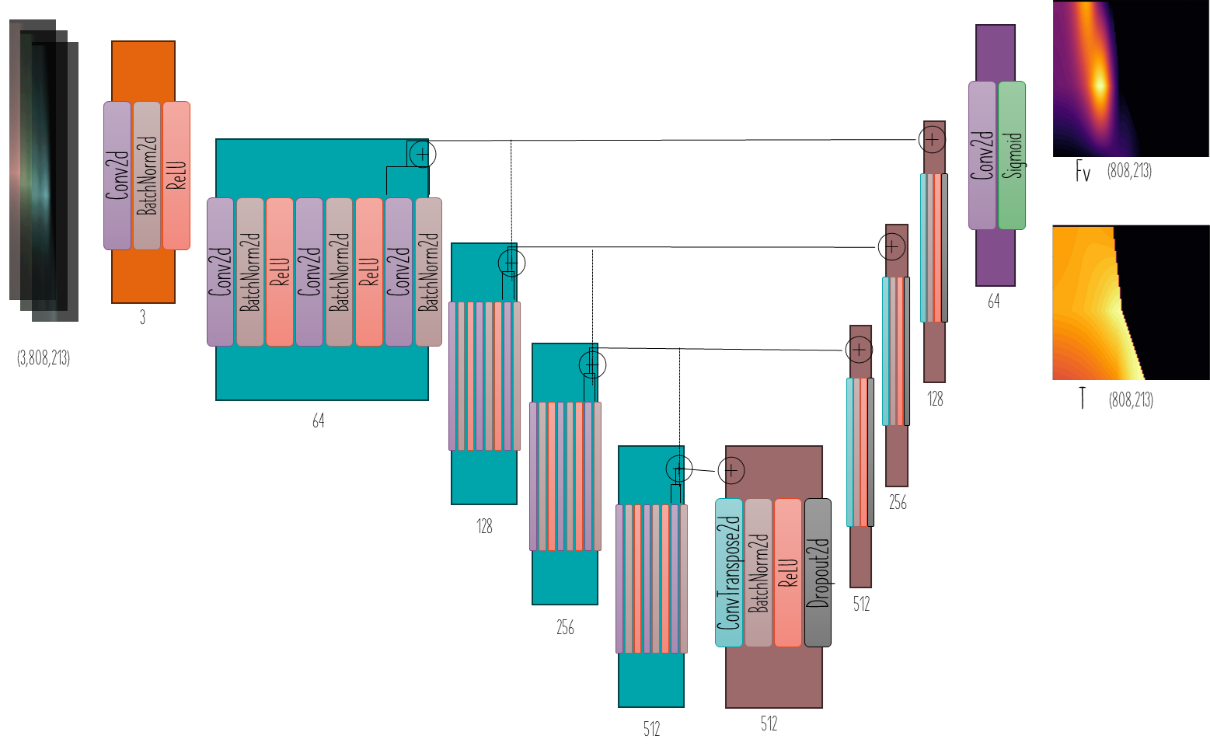 (3,808,213)
Conv2d
BatchNorm2d
ReLU
3
Conv2d
BatchNorm2d
ReLU
Conv2d
BatchNorm2d
ReLU
Conv2d
BatchNorm2d
64
128
256
512
ConvTranspose2d
BatchNorm2d
ReLU
Dropout2d
512
512
256
128
Conv2d
Sigmoid
64
Fv (808,213)
T (808,213)